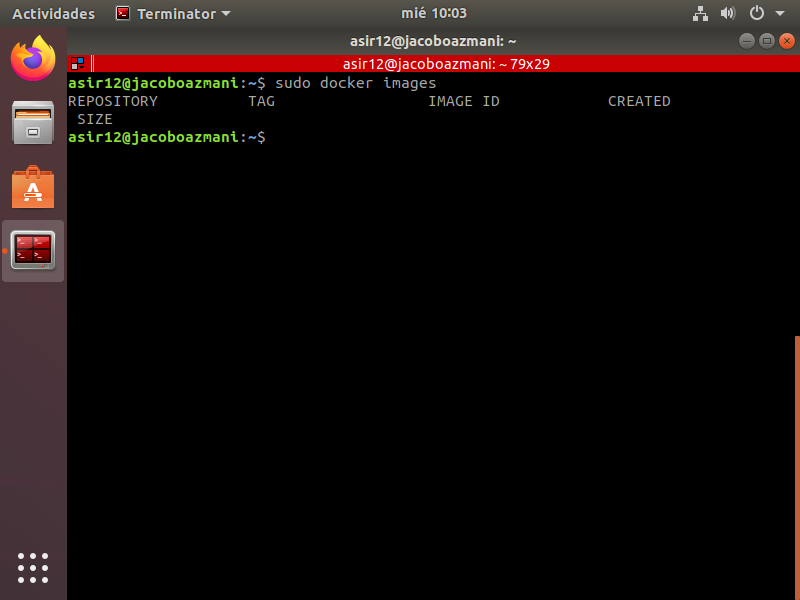 Actividades Terminator mié 10:03
asir12@jacoboazmani: ~
asir12@jacoboazmani: ~ 79x29
asir12@jacoboazmani:~$ sudo docker images
REPOSITORY TAG IMAGE ID CREATED
SIZE
asir12@jacoboazmani:~$